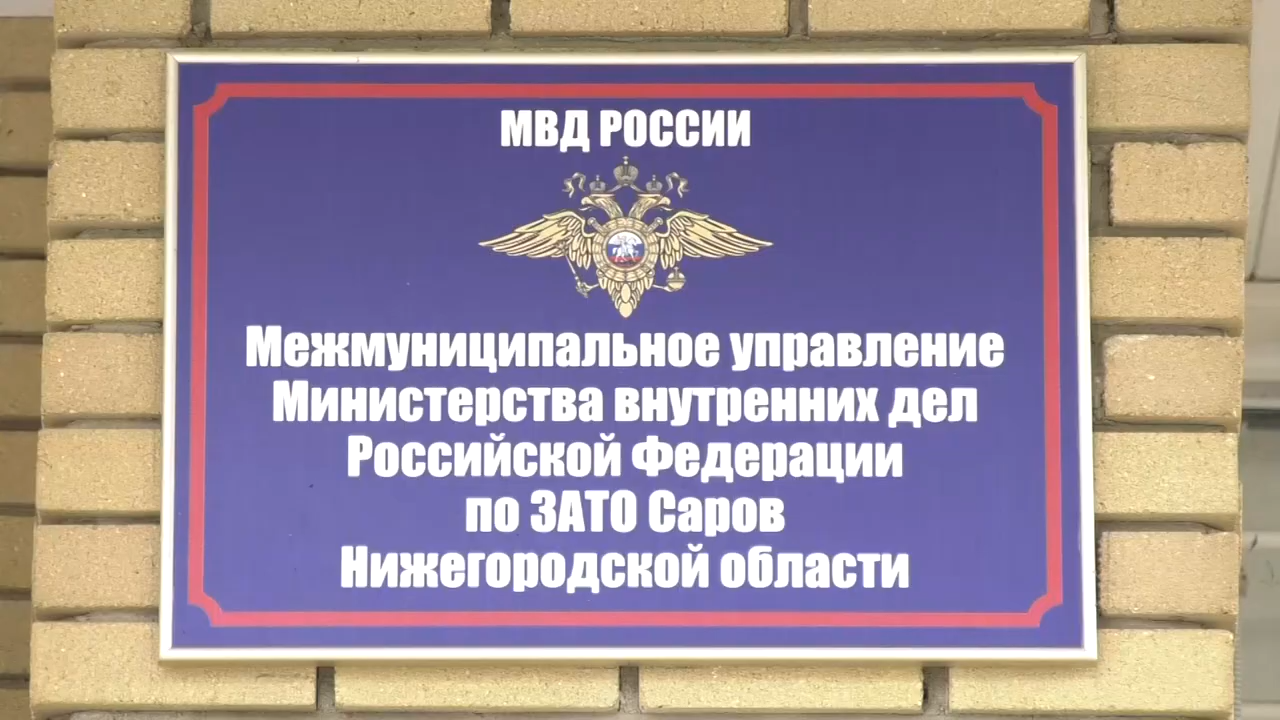 МВД РОССИИ
Межмуниципальное управление
Министерства внутренних дел
Российской Федерации
по ЗАТО Саров
Нижегородской области